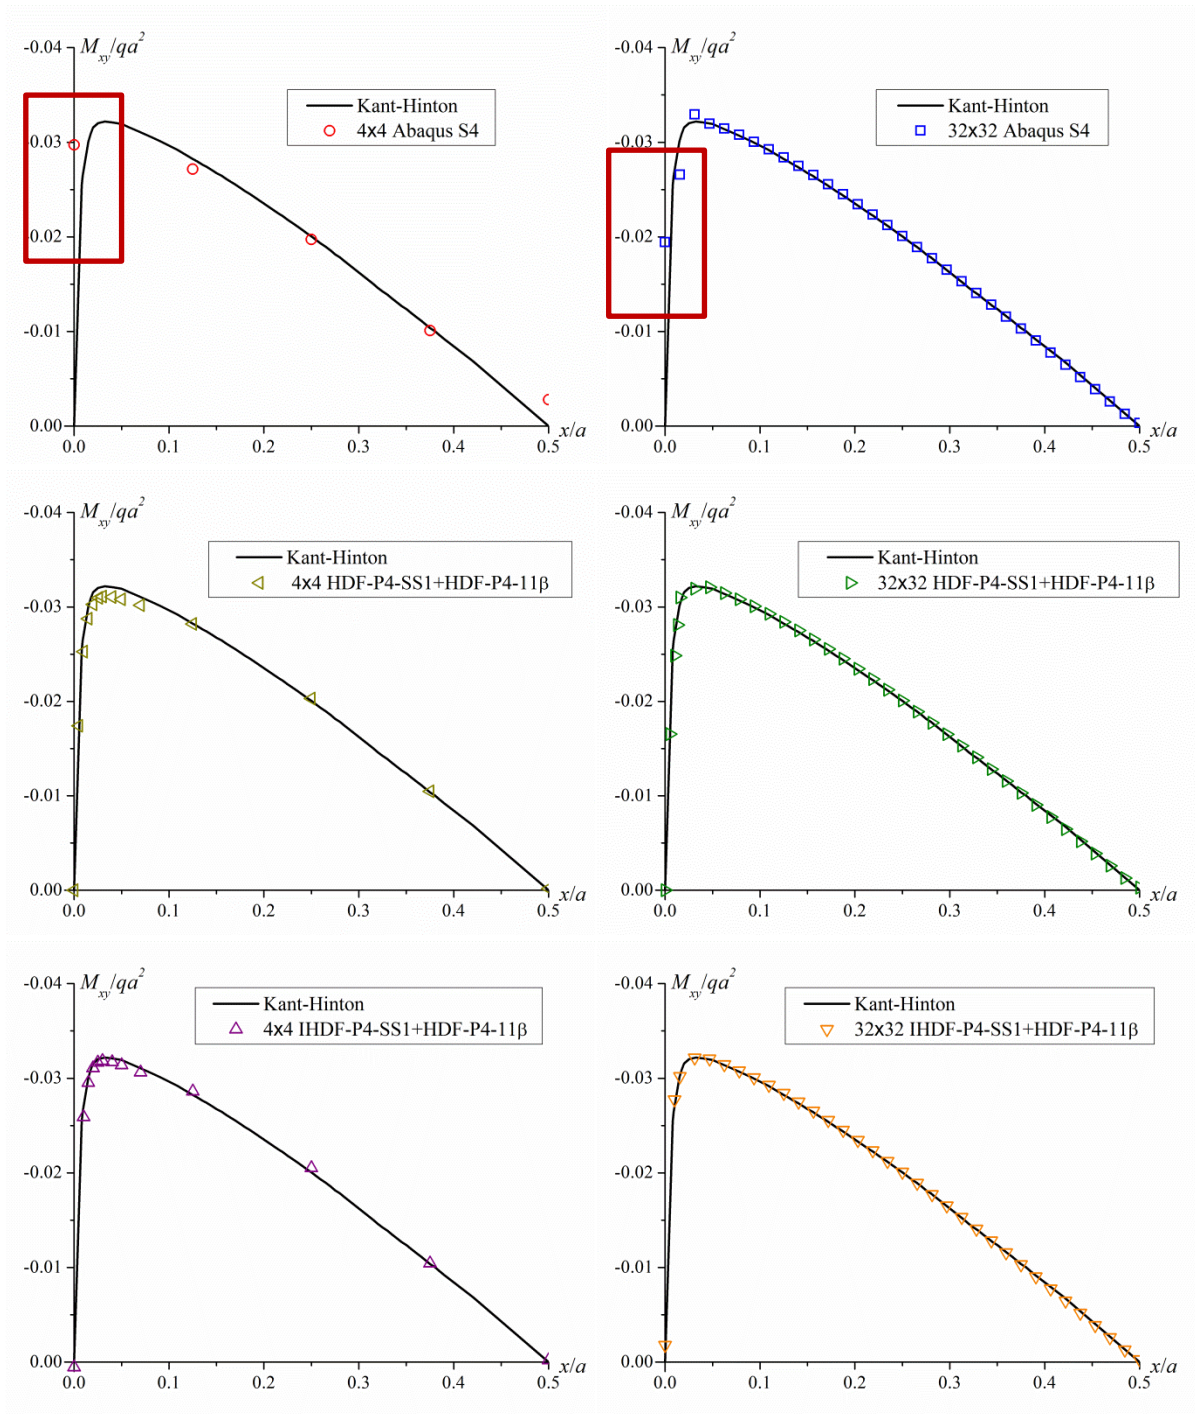 M_xy/qa^2
-0.04
-0.03
-0.02
-0.01
0.00
Kant-Hinton
4x4 Abaqus S4
0.0 0.1 0.2 0.3 0.4 0.5
x/a
M_xy/qa^2
-0.04
-0.03
-0.02
-0.01
0.00
Kant-Hinton
32x32 Abaqus S4
0.0 0.1 0.2 0.3 0.4 0.5
x/a
M_xy/qa^2
-0.04
-0.03
-0.02
-0.01
0.00
Kant-Hinton
4x4 HDF-P4-SS1+HDF-P4-11β
0.0 0.1 0.2 0.3 0.4 0.5
x/a
M_xy/qa^2
-0.04
-0.03
-0.02
-0.01
0.00
Kant-Hinton
32x32 HDF-P4-SS1+HDF-P4-11β
0.0 0.1 0.2 0.3 0.4 0.5
x/a
M_xy/qa^2
-0.04
-0.03
-0.02
-0.01
0.00
Kant-Hinton
4x4 IHDF-P4-SS1+HDF-P4-11β
0.0 0.1 0.2 0.3 0.4 0.5
x/a
M_xy/qa^2
-0.04
-0.03
-0.02
-0.01
0.00
Kant-Hinton
32x32 IHDF-P4-SS1+HDF-P4-11β
0.0 0.1 0.2 0.3 0.4 0.5
x/a